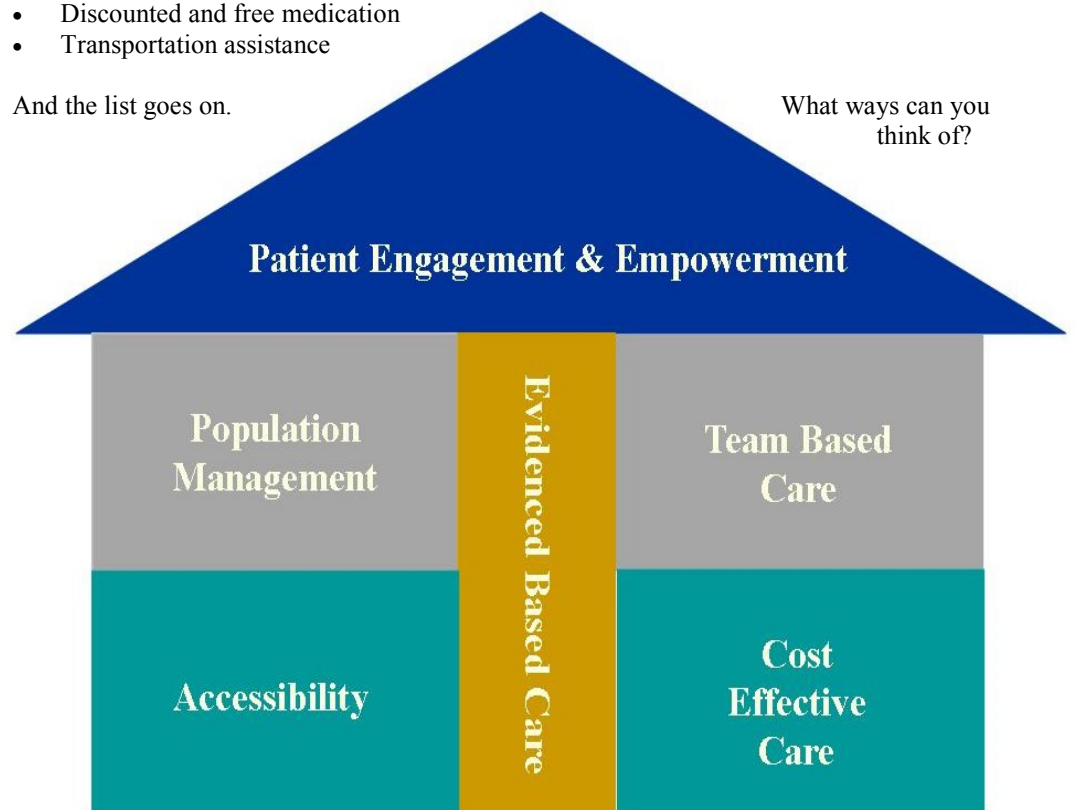 • Discounted and free medication
• Transportation assistance
And the list goes on.
What ways can you
think of?
Patient Engagement & Empowerment
Population
Management
Evidenced Based Care
Team Based
Care
Accessibility
Cost
Effective
Care